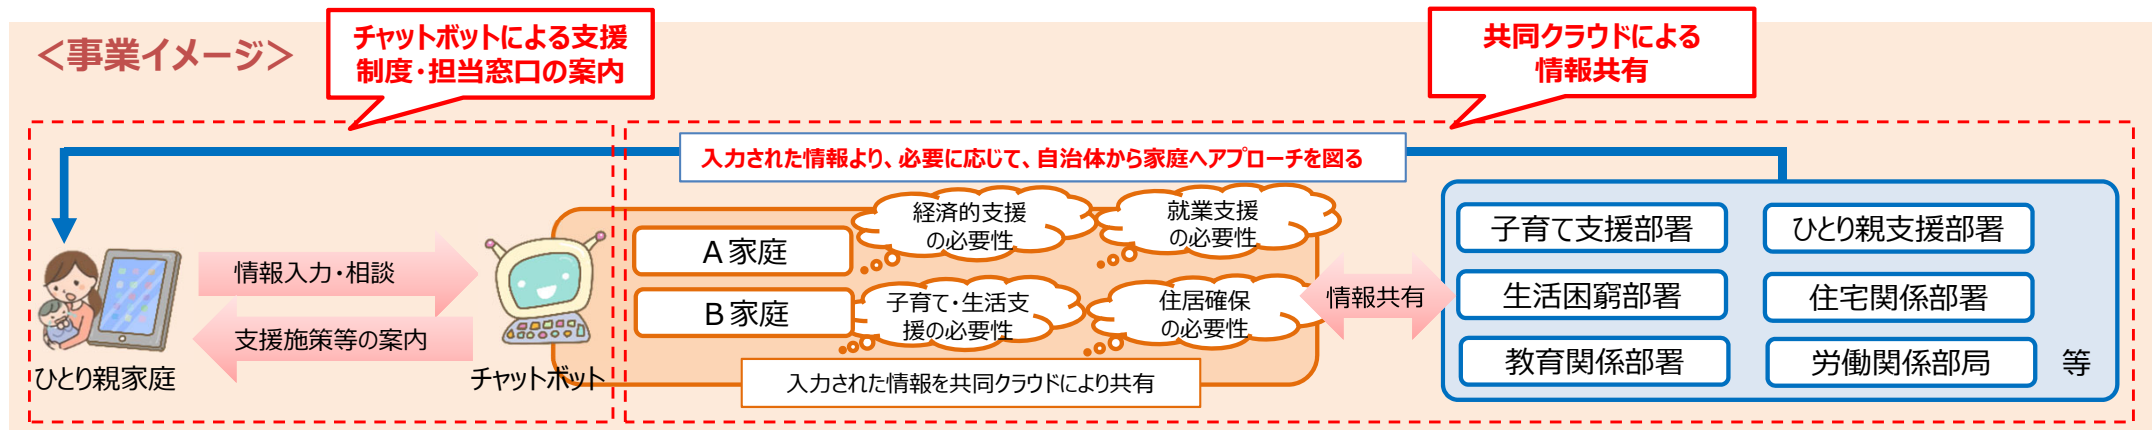 <事業イメージ>
チャットボットによる支援
制度・担当窓口の案内
共同クラウドによる
情報共有
入力された情報より、必要に応じて、自治体から家庭へアプローチを図る
ひとり親家庭
情報入力・相談
支援施策等の案内
チャットボット
A家庭
B家庭
経済的支援
の必要性
就業支援
の必要性
子育て・生活支
援の必要性
住居確保
の必要性
入力された情報を共同クラウドにより共有
情報共有
子育て支援部署
ひとり親支援部署
生活困窮部署
住宅関係部署
教育関係部署
労働関係部局
等